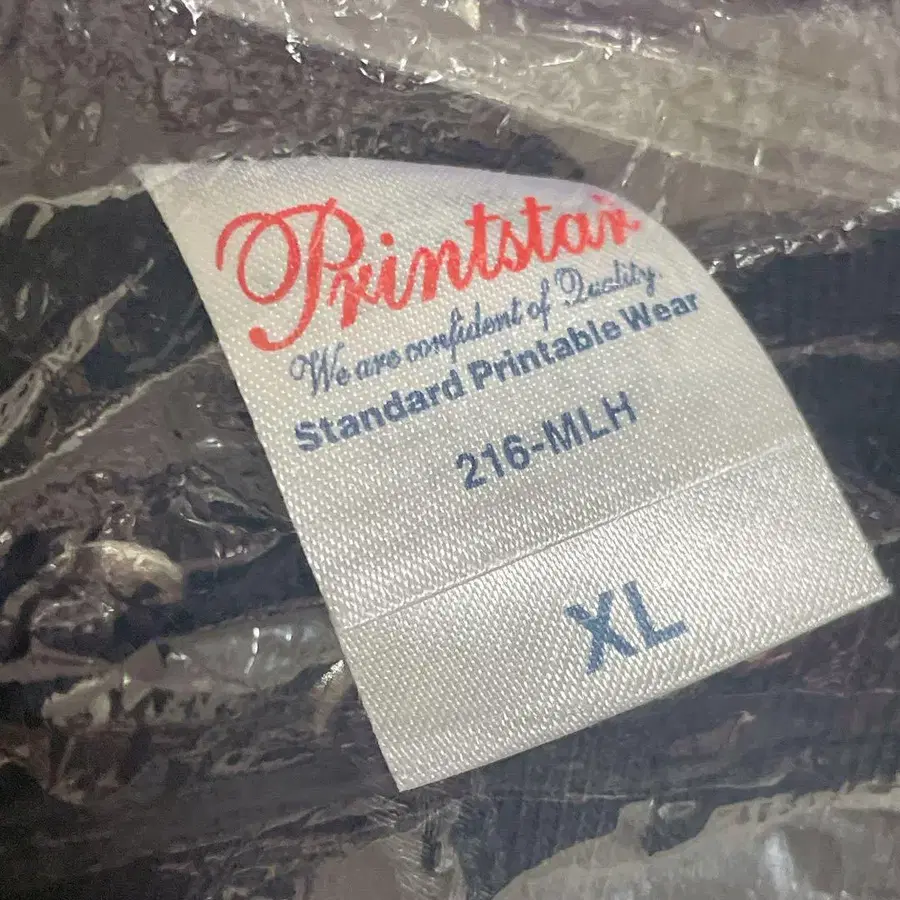 Printstar
We are confident of Quality.
Standard Printable Wear
216-MLH
XL